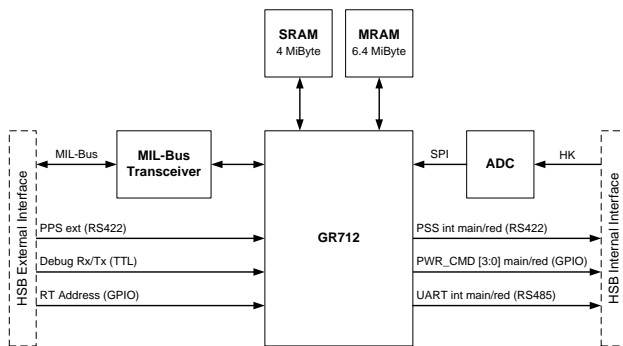 SRAM
4 MiByte
MRAM
6.4 MiByte
HSB External Interface
MIL-Bus
MIL-Bus
Transceiver
PPS ext (RS422)
Debug Rx/Tx (TTL)
RT Address (GPIO)
GR712
SPI
ADC
HK
PSS int main/red (RS422)
PWR_CMD [3:0] main/red (GPIO)
UART int main/red (RS485)
HSB Internal Interface